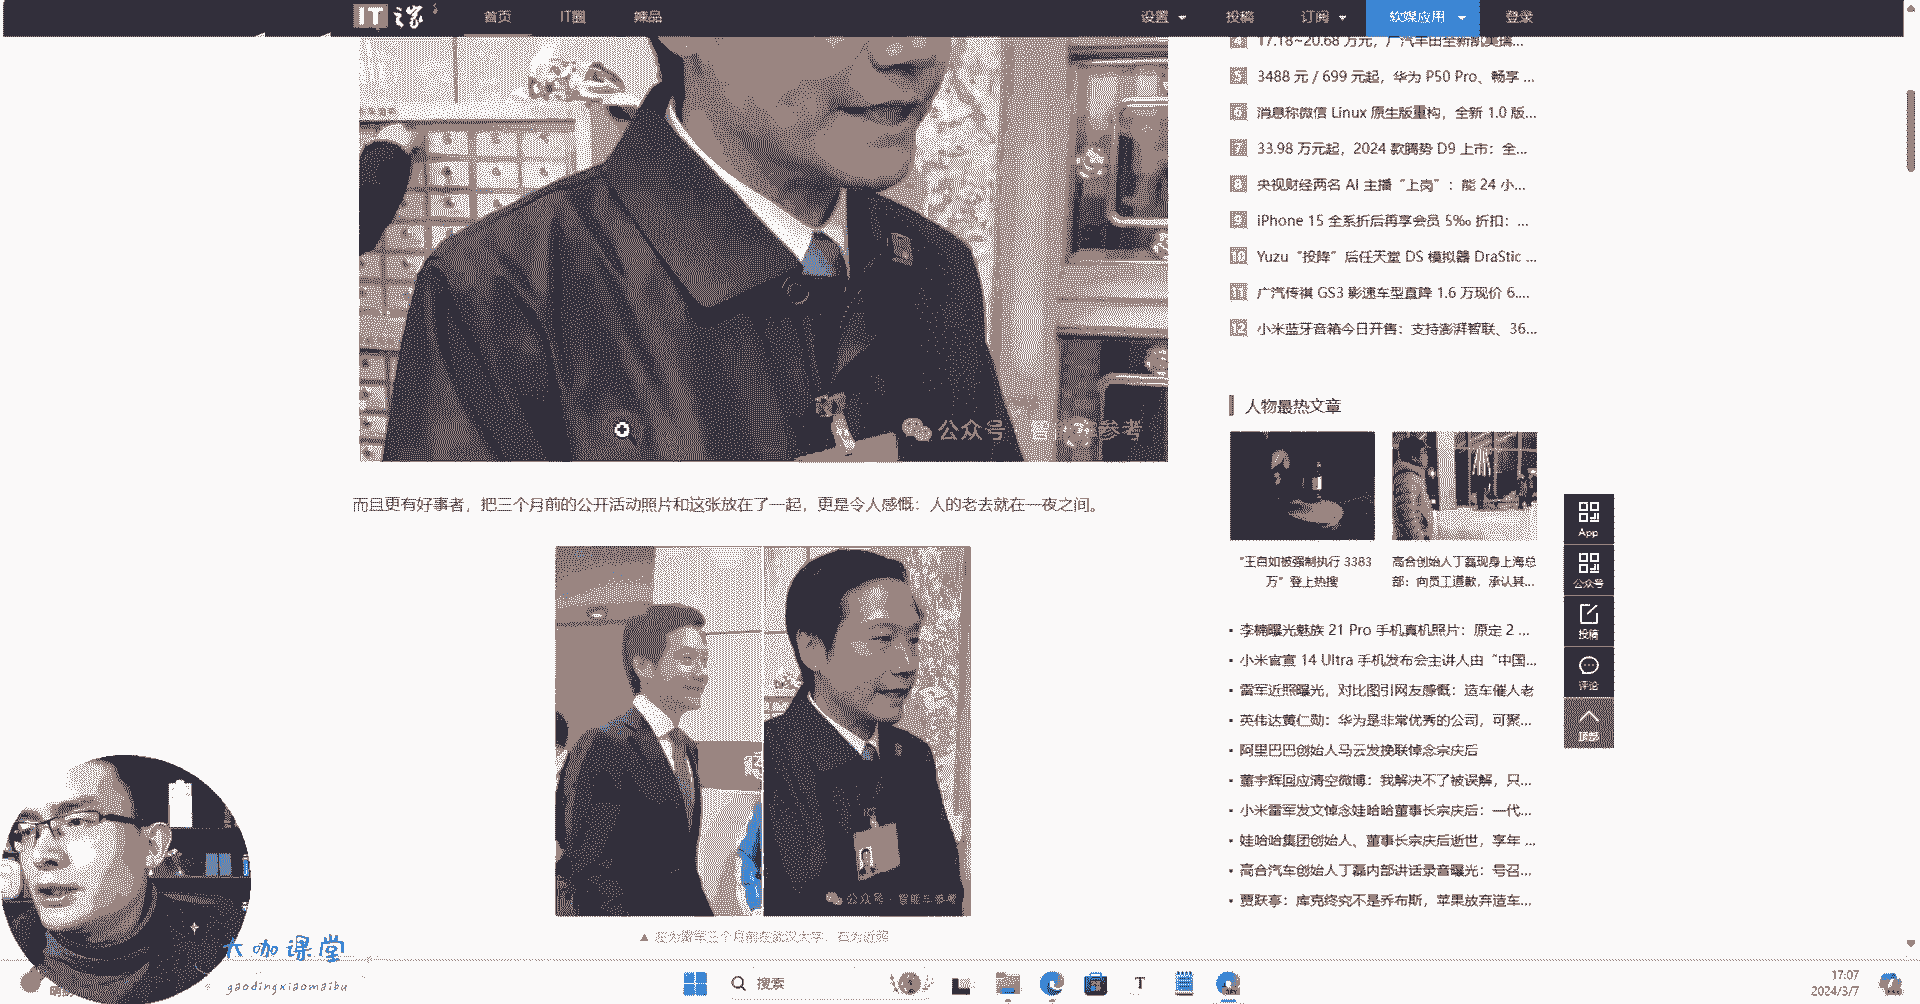 IT之家
首页 IT圈 辣品
设置 投稿 订阅 软媒应用 登录
4 17.18~20.68 万元，广汽丰田全新凯美瑞...
5 3488 元 / 699 元起，华为 P50 Pro、畅享 ...
6 消息称微信 Linux 原生版重构，全新 1.0 版...
7 33.98 万元起，2024 款腾势 D9 上市：全...
8 央视财经两名 AI 主播“上岗”：能 24 小...
9 iPhone 15 全系折后再享会员 5‰ 折扣：...
10 Yuzu“投降”后任天堂 DS 模拟器 DraStic ...
11 广汽传祺 GS3 影速车型直降 1.6 万现价 6....
12 小米蓝牙音箱今日开售：支持澎湃智联、36...
公众号 · 智能车参考
而且更有好事者，把三个月前的公开活动照片和这张放在了一起，更是令人感慨：人的老去就在一夜之间。
公众号 · 智能车参考
▲ 左为雷军三个月前在武汉大学，右为近照
人物最热文章
“王自如被强制执行 3383
万”登上热搜
高合创始人丁磊现身上海总
部：向员工道歉，承认其...
• 李楠曝光魅族 21 Pro 手机真机照片：原定 2 ...
• 小米官宣 14 Ultra 手机发布会主讲人由“中国...
• 雷军近照曝光，对比图引网友感慨：造车催人老
• 英伟达黄仁勋：华为是非常优秀的公司，可聚...
• 阿里巴巴创始人马云发挽联悼念宗庆后
• 董宇辉回应清空微博：我解决不了被误解，只...
• 小米雷军发文悼念娃哈哈董事长宗庆后：一代...
• 娃哈哈集团创始人、董事长宗庆后逝世，享年 ...
• 高合汽车创始人丁磊内部讲话录音曝光：号召...
• 贾跃亭：库克终究不是乔布斯，苹果放弃造车...
App
公众号
投稿
评论
顶部
大咖课堂
gaodingxiaomaibu
搜索
17:07
2024/3/7